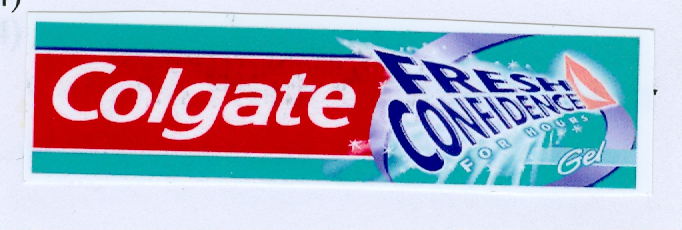 Colgate
FRESH
CONFIDENCE
FOR HOURS
Gel